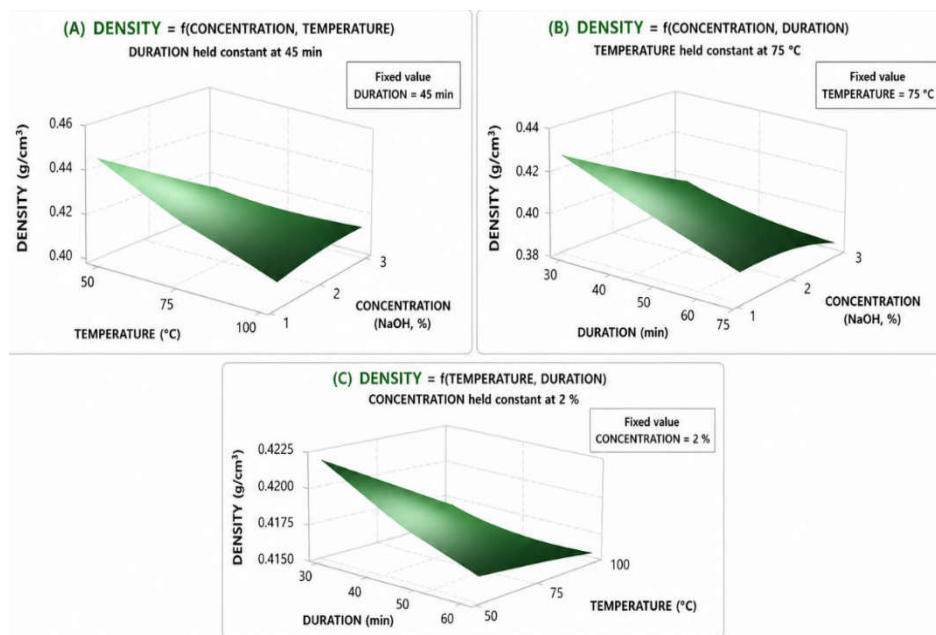 (A) DENSITY = f(CONCENTRATION, TEMPERATURE)
DURATION held constant at 45 min
Fixed value
DURATION = 45 min
DENSITY (g/cm³)
0.46
0.44
0.42
0.40
50
75
100
TEMPERATURE (°C)
1
2
3
CONCENTRATION
(NaOH, %)
(B) DENSITY = f(CONCENTRATION, DURATION)
TEMPERATURE held constant at 75 °C
Fixed value
TEMPERATURE = 75 °C
DENSITY (g/cm³)
0.44
0.42
0.40
0.38
30
40
50
60
75
DURATION (min)
1
2
3
CONCENTRATION
(NaOH, %)
(C) DENSITY = f(TEMPERATURE, DURATION)
CONCENTRATION held constant at 2 %
Fixed value
CONCENTRATION = 2 %
DENSITY (g/cm³)
0.4225
0.4200
0.4175
0.4150
30
40
50
60
DURATION (min)
50
75
100
TEMPERATURE (°C)